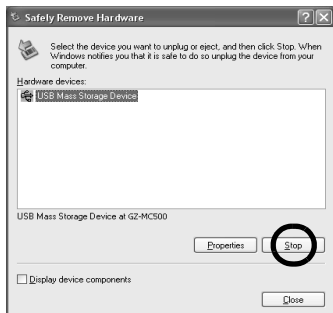 Safely Remove Hardware
Select the device you want to unplug or eject, and then click Stop. When
Windows notifies you that it is safe to do so unplug the device from your
computer.
Hardware devices:
USB Mass Storage Device
USB Mass Storage Device at GZ-MC500
Properties
Stop
Display device components
Close